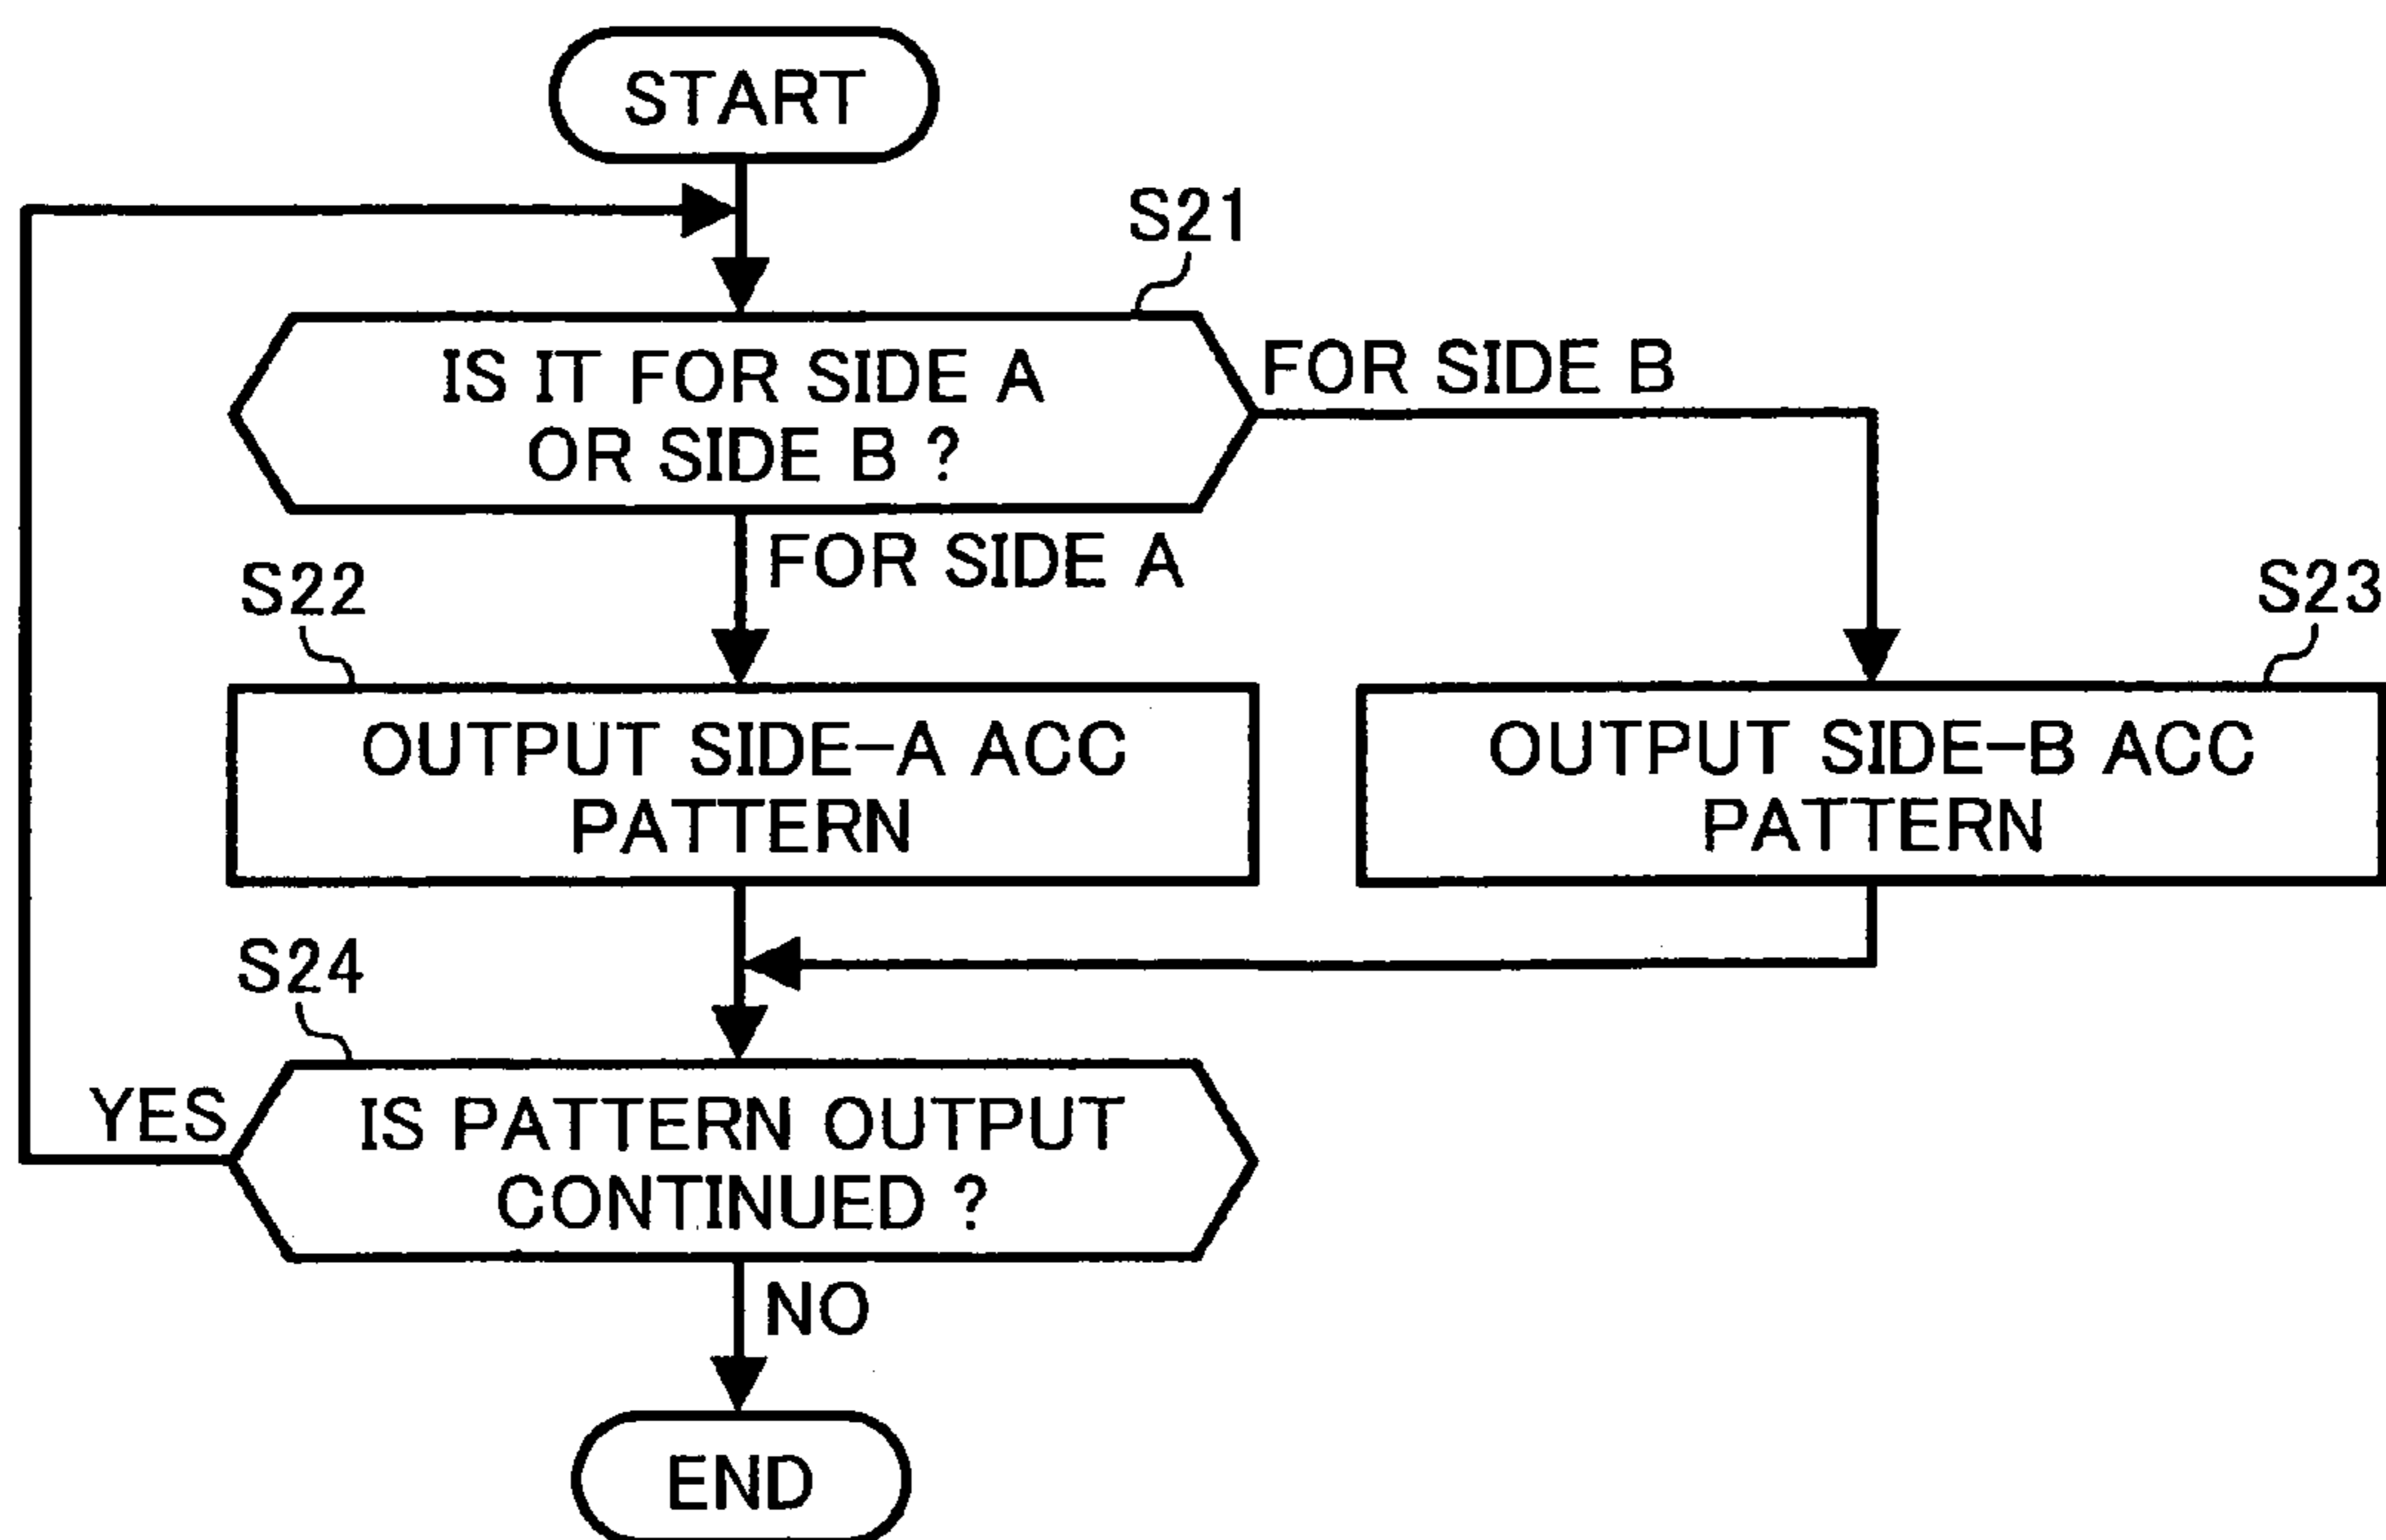 START
S21
IS IT FOR SIDE A
OR SIDE B ?
FOR SIDE B
FOR SIDE A
S22
S23
OUTPUT SIDE-A ACC
PATTERN
OUTPUT SIDE-B ACC
PATTERN
S24
YES
IS PATTERN OUTPUT
CONTINUED ?
NO
END